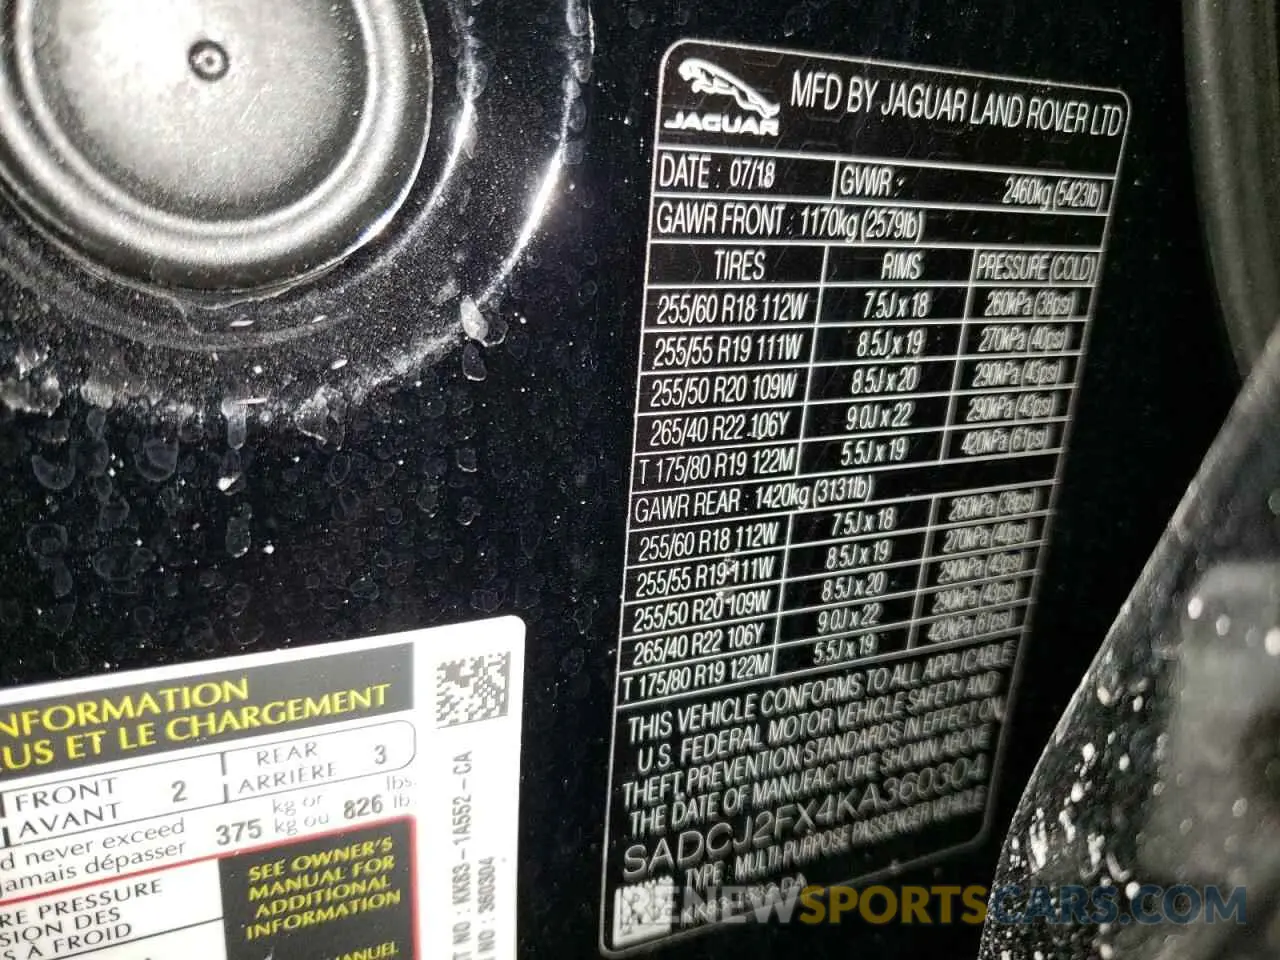 JAGUAR
MFD BY JAGUAR LAND ROVER LTD
DATE : 07/18 GVWR : 2460kg (5423lb)
GAWR FRONT : 1170kg (2579lb)
TIRES RIMS PRESSURE (COLD)
255/60 R18 112W 7.5J x 18 260kPa (38psi)
255/55 R19 111W 8.5J x 19 270kPa (40psi)
255/50 R20 109W 8.5J x 20 290kPa (43psi)
265/40 R22 106Y 9.0J x 22 290kPa (43psi)
T 175/80 R19 122M 5.5J x 19 420kPa (61psi)
GAWR REAR : 1420kg (3131lb)
255/60 R18 112W 7.5J x 18 260kPa (38psi)
255/55 R19 111W 8.5J x 19 270kPa (40psi)
255/50 R20 109W 8.5J x 20 290kPa (43psi)
265/40 R22 106Y 9.0J x 22 290kPa (43psi)
T 175/80 R19 122M 5.5J x 19 420kPa (61psi)
THIS VEHICLE CONFORMS TO ALL APPLICABLE
U.S. FEDERAL MOTOR VEHICLE SAFETY AND
THEFT PREVENTION STANDARDS IN EFFECT ON
THE DATE OF MANUFACTURE SHOWN ABOVE
SADCJ2FX4KA360304
TYPE : MULTI-PURPOSE PASSENGER VEHICLE
NFORMATION
US ET LE CHARGEMENT
FRONT 2 REAR 3
AVANT ARRIÈRE
d never exceed 375 kg or 826 lbs.
jamais dépasser kg ou lb
RE PRESSURE
SION DES
S À FROID
SEE OWNER'S
MANUAL FOR
ADDITIONAL
INFORMATION
MANUEL
T NO : KK83-1A552-CA
NO : 360304
RENEWSPORTSCARS.COM